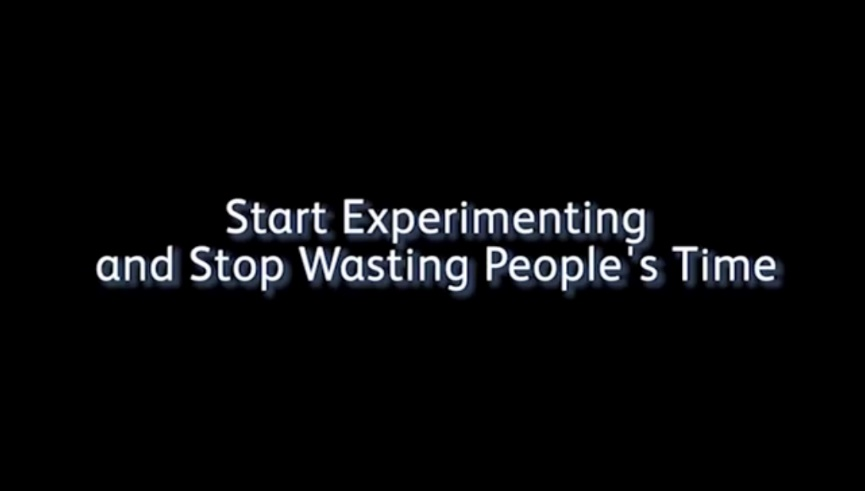 Start Experimenting
and Stop Wasting People's Time